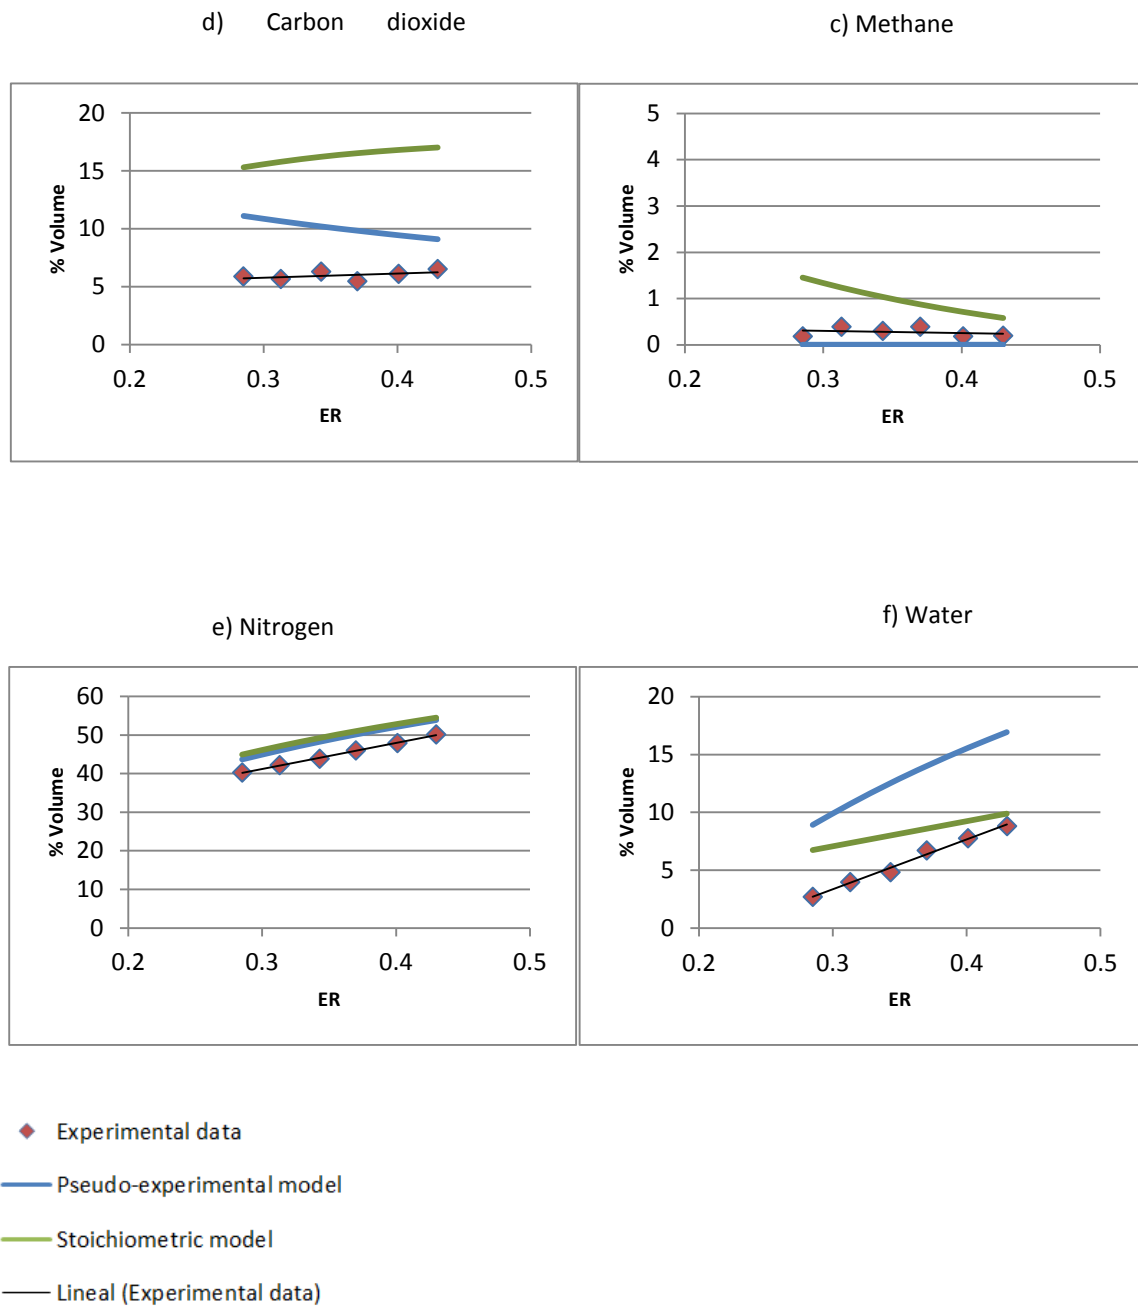 d) Carbon dioxide
c) Methane
20
15
10
5
0
0.2 0.3 0.4 0.5
% Volume
ER
5
4
3
2
1
0
0.2 0.3 0.4 0.5
% Volume
ER
e) Nitrogen
f) Water
60
50
40
30
20
10
0
0.2 0.3 0.4 0.5
% Volume
ER
20
15
10
5
0
0.2 0.3 0.4 0.5
% Volume
ER
Experimental data
Pseudo-experimental model
Stoichiometric model
Lineal (Experimental data)